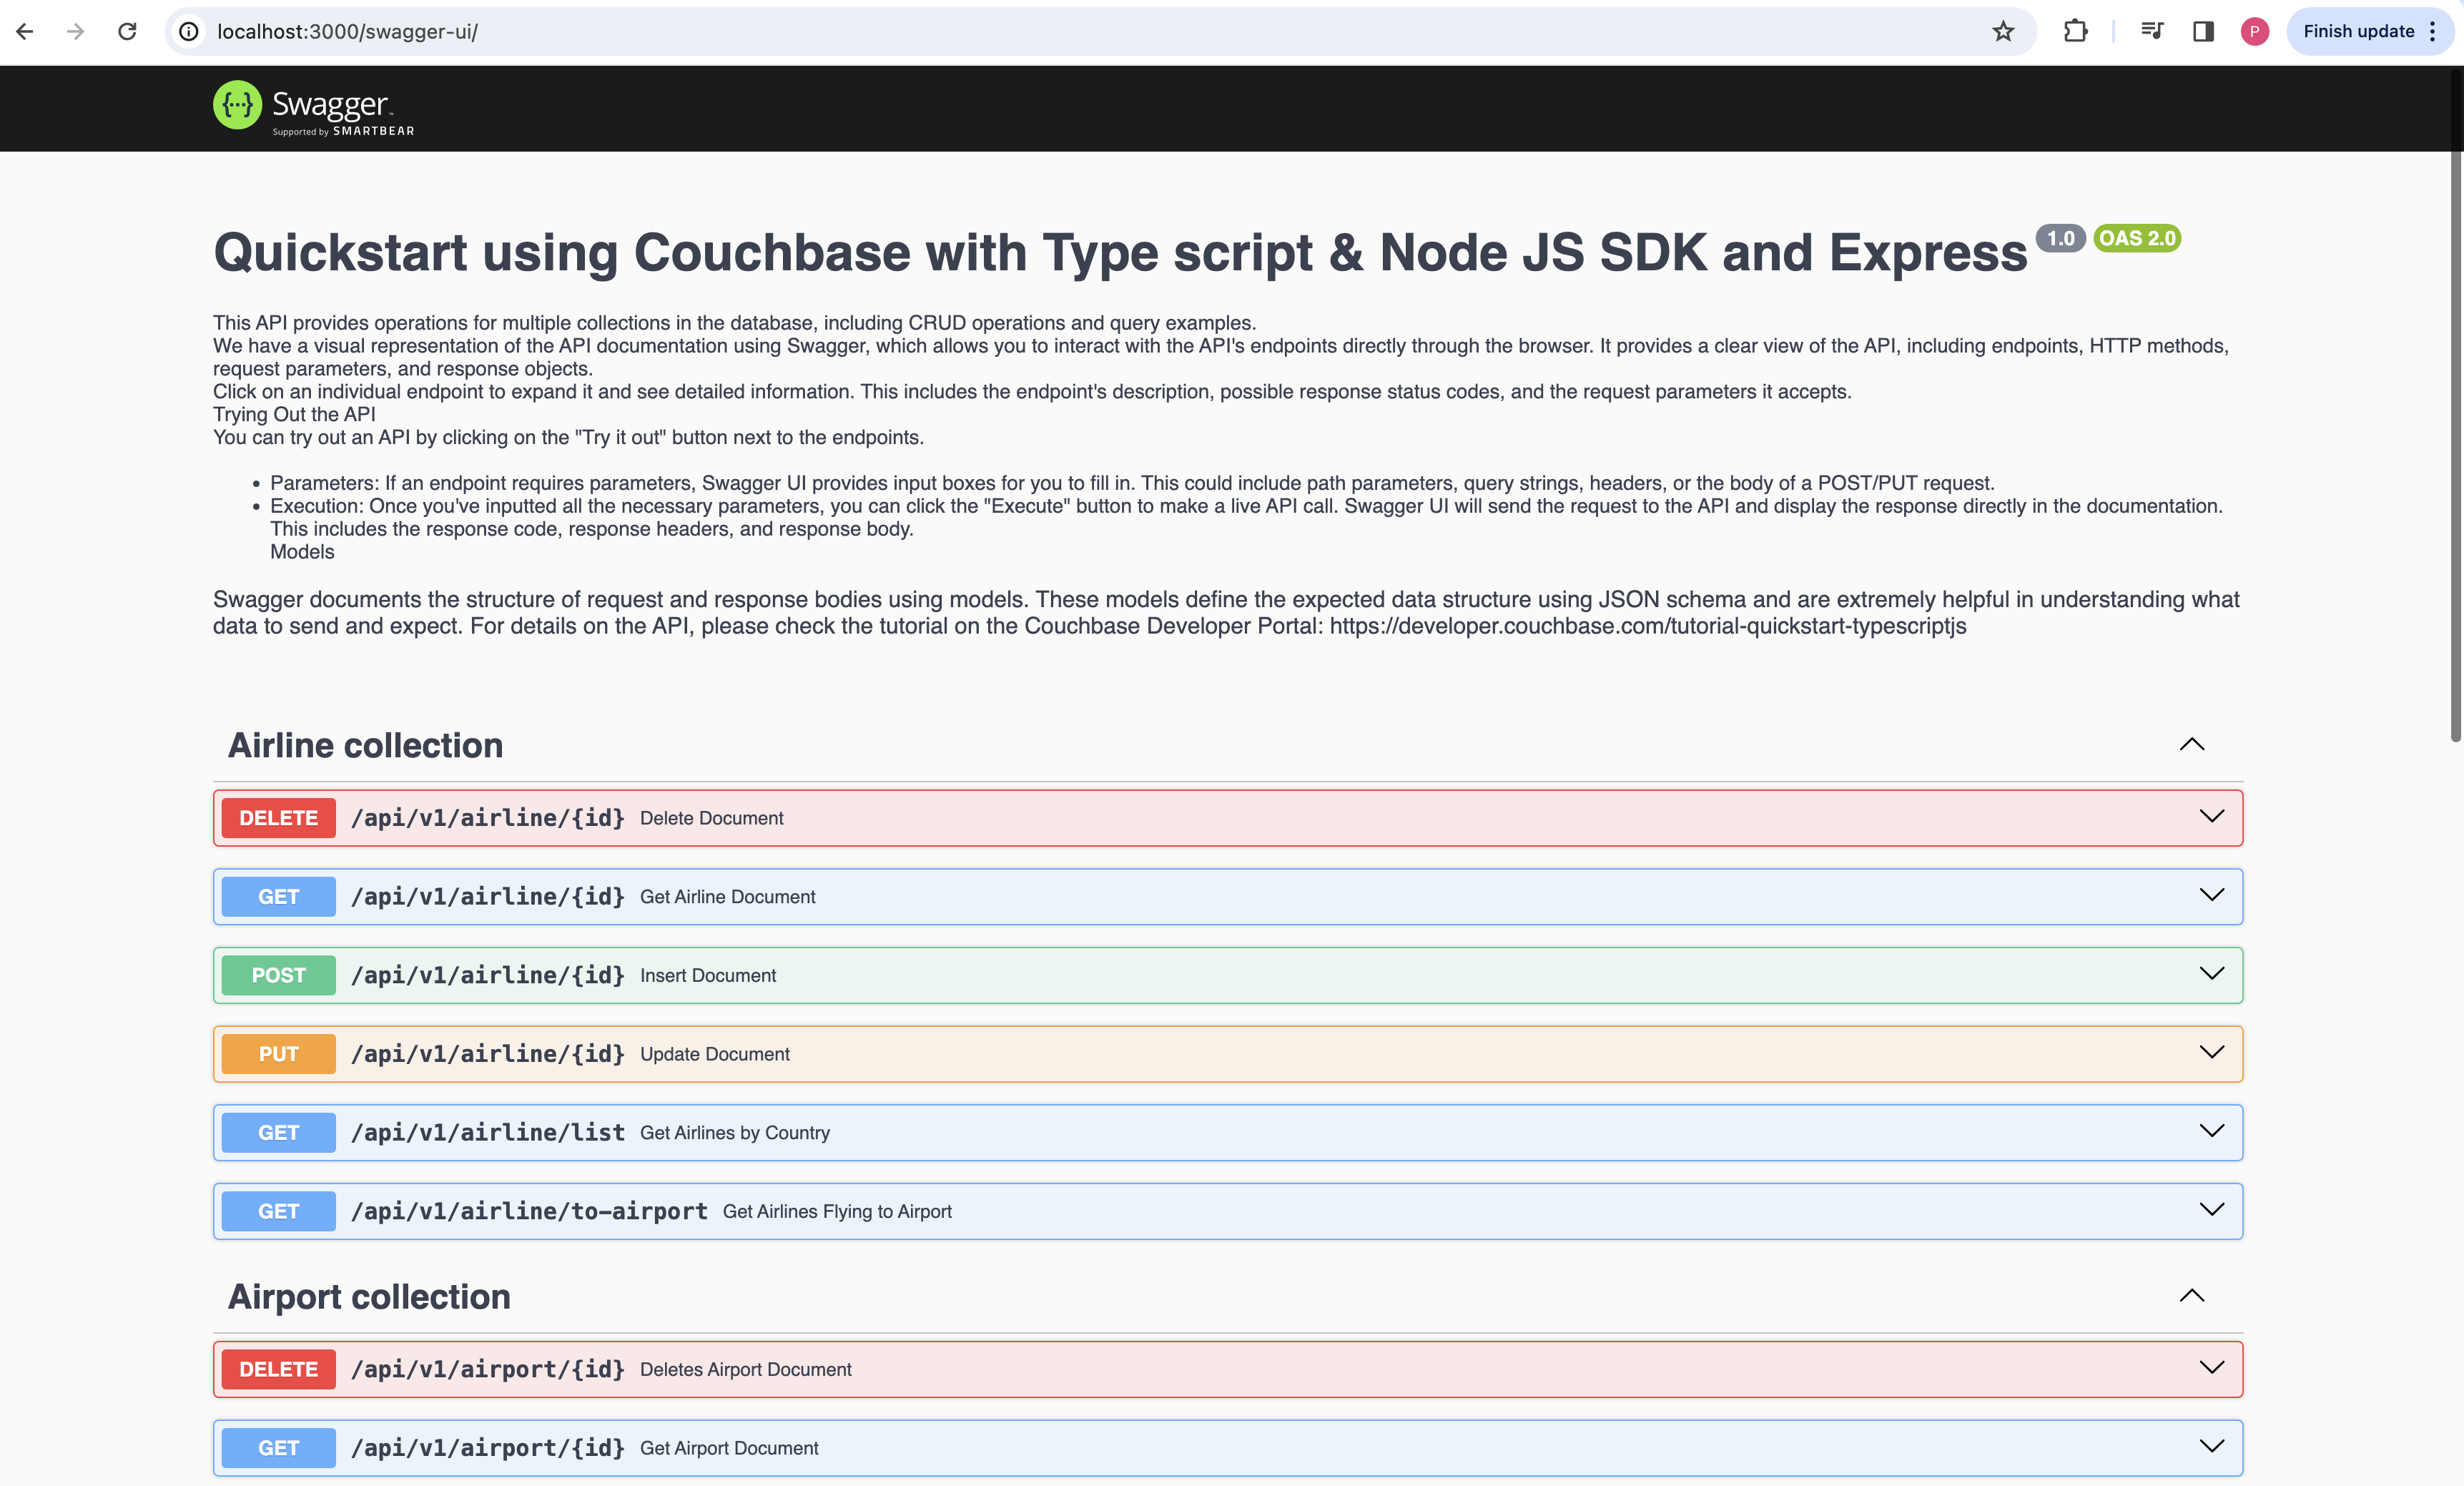 localhost:3000/swagger-ui/
P
Finish update
{···} Swagger™
Supported by SMARTBEAR
Quickstart using Couchbase with Type script & Node JS SDK and Express 1.0 OAS 2.0
This API provides operations for multiple collections in the database, including CRUD operations and query examples.
We have a visual representation of the API documentation using Swagger, which allows you to interact with the API's endpoints directly through the browser. It provides a clear view of the API, including endpoints, HTTP methods,
request parameters, and response objects.
Click on an individual endpoint to expand it and see detailed information. This includes the endpoint's description, possible response status codes, and the request parameters it accepts.
Trying Out the API
You can try out an API by clicking on the "Try it out" button next to the endpoints.
• Parameters: If an endpoint requires parameters, Swagger UI provides input boxes for you to fill in. This could include path parameters, query strings, headers, or the body of a POST/PUT request.
• Execution: Once you've inputted all the necessary parameters, you can click the "Execute" button to make a live API call. Swagger UI will send the request to the API and display the response directly in the documentation.
This includes the response code, response headers, and response body.
Models
Swagger documents the structure of request and response bodies using models. These models define the expected data structure using JSON schema and are extremely helpful in understanding what
data to send and expect. For details on the API, please check the tutorial on the Couchbase Developer Portal: https://developer.couchbase.com/tutorial-quickstart-typescriptjs
Airline collection
DELETE /api/v1/airline/{id} Delete Document
GET /api/v1/airline/{id} Get Airline Document
POST /api/v1/airline/{id} Insert Document
PUT /api/v1/airline/{id} Update Document
GET /api/v1/airline/list Get Airlines by Country
GET /api/v1/airline/to-airport Get Airlines Flying to Airport
Airport collection
DELETE /api/v1/airport/{id} Deletes Airport Document
GET /api/v1/airport/{id} Get Airport Document